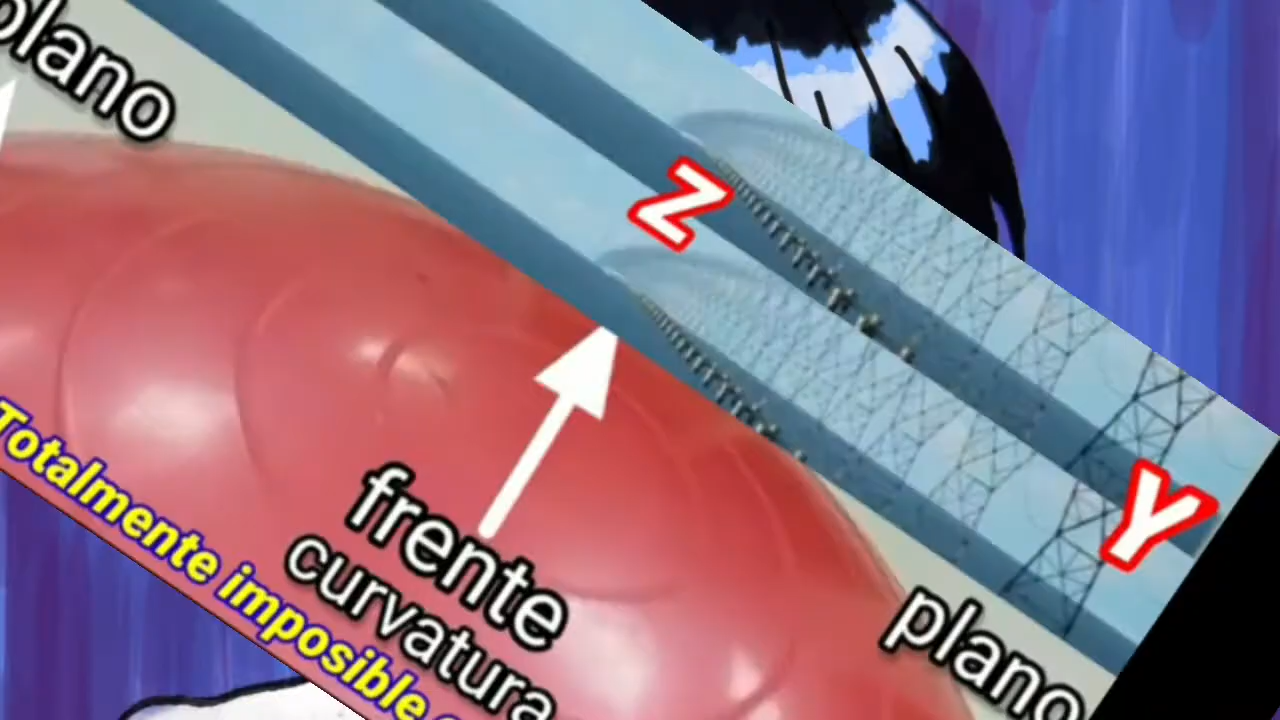 plano
Z
Y
frente
curvatura
plano
Totalmente imposible